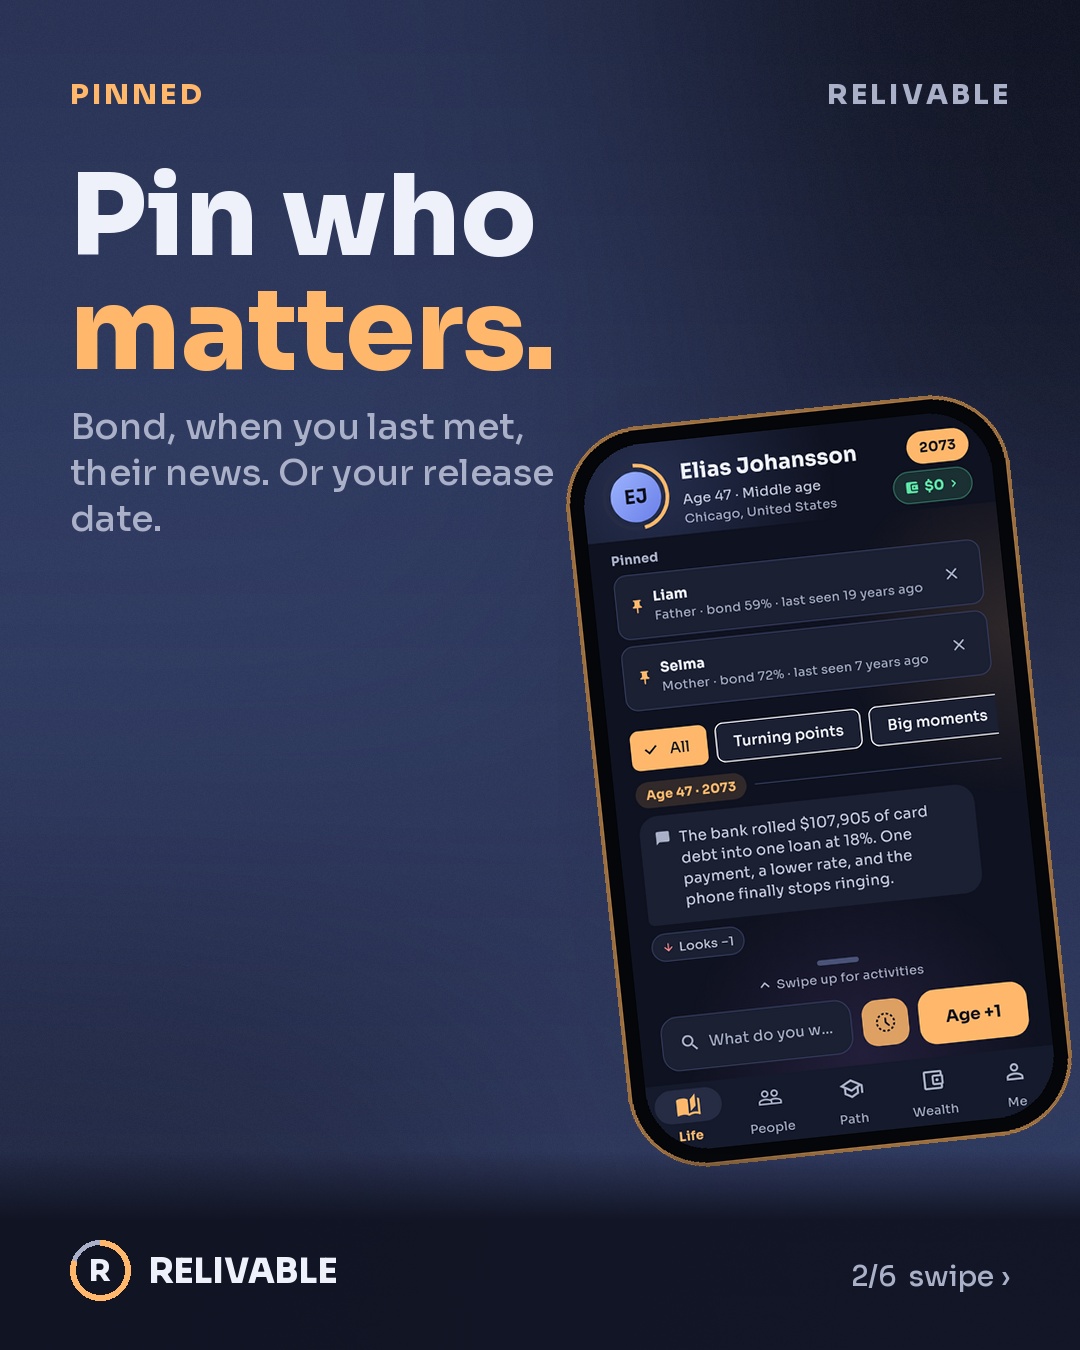 PINNED
RELIVABLE
Pin who
matters.
Bond, when you last met,
their news. Or your release
date.
EJ
Elias Johansson
Age 47 · Middle age
Chicago, United States
2073
$0 ›
Pinned
Liam
Father · bond 59% · last seen 19 years ago
Selma
Mother · bond 72% · last seen 7 years ago
All
Turning points
Big moments
Age 47 · 2073
The bank rolled $107,905 of card
debt into one loan at 18%. One
payment, a lower rate, and the
phone finally stops ringing.
Looks −1
Swipe up for activities
What do you w...
Age +1
Life
People
Path
Wealth
Me
R
RELIVABLE
2/6 swipe ›